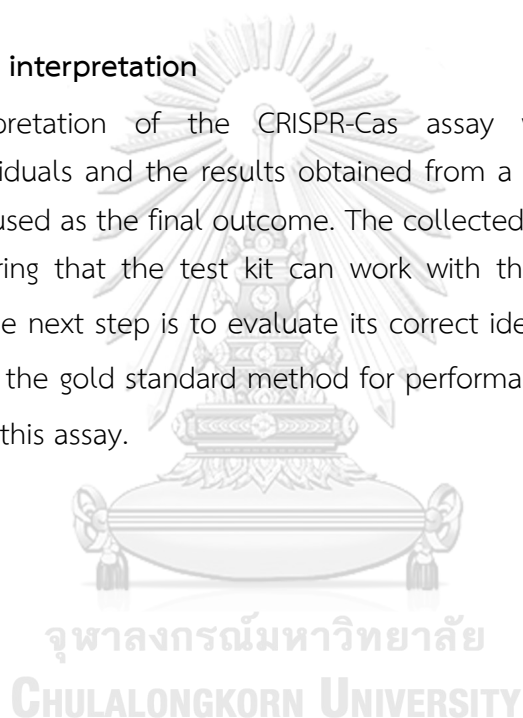 interpretation
pretation of the CRISPR-Cas assay
iduals and the results obtained from a
used as the final outcome. The collected
ring that the test kit can work with
e next step is to evaluate its correct
the gold standard method for
this assay.
จุฬาลงกรณ์มหาวิทยาลัย
CHULALONGKORN UNIVERSITY